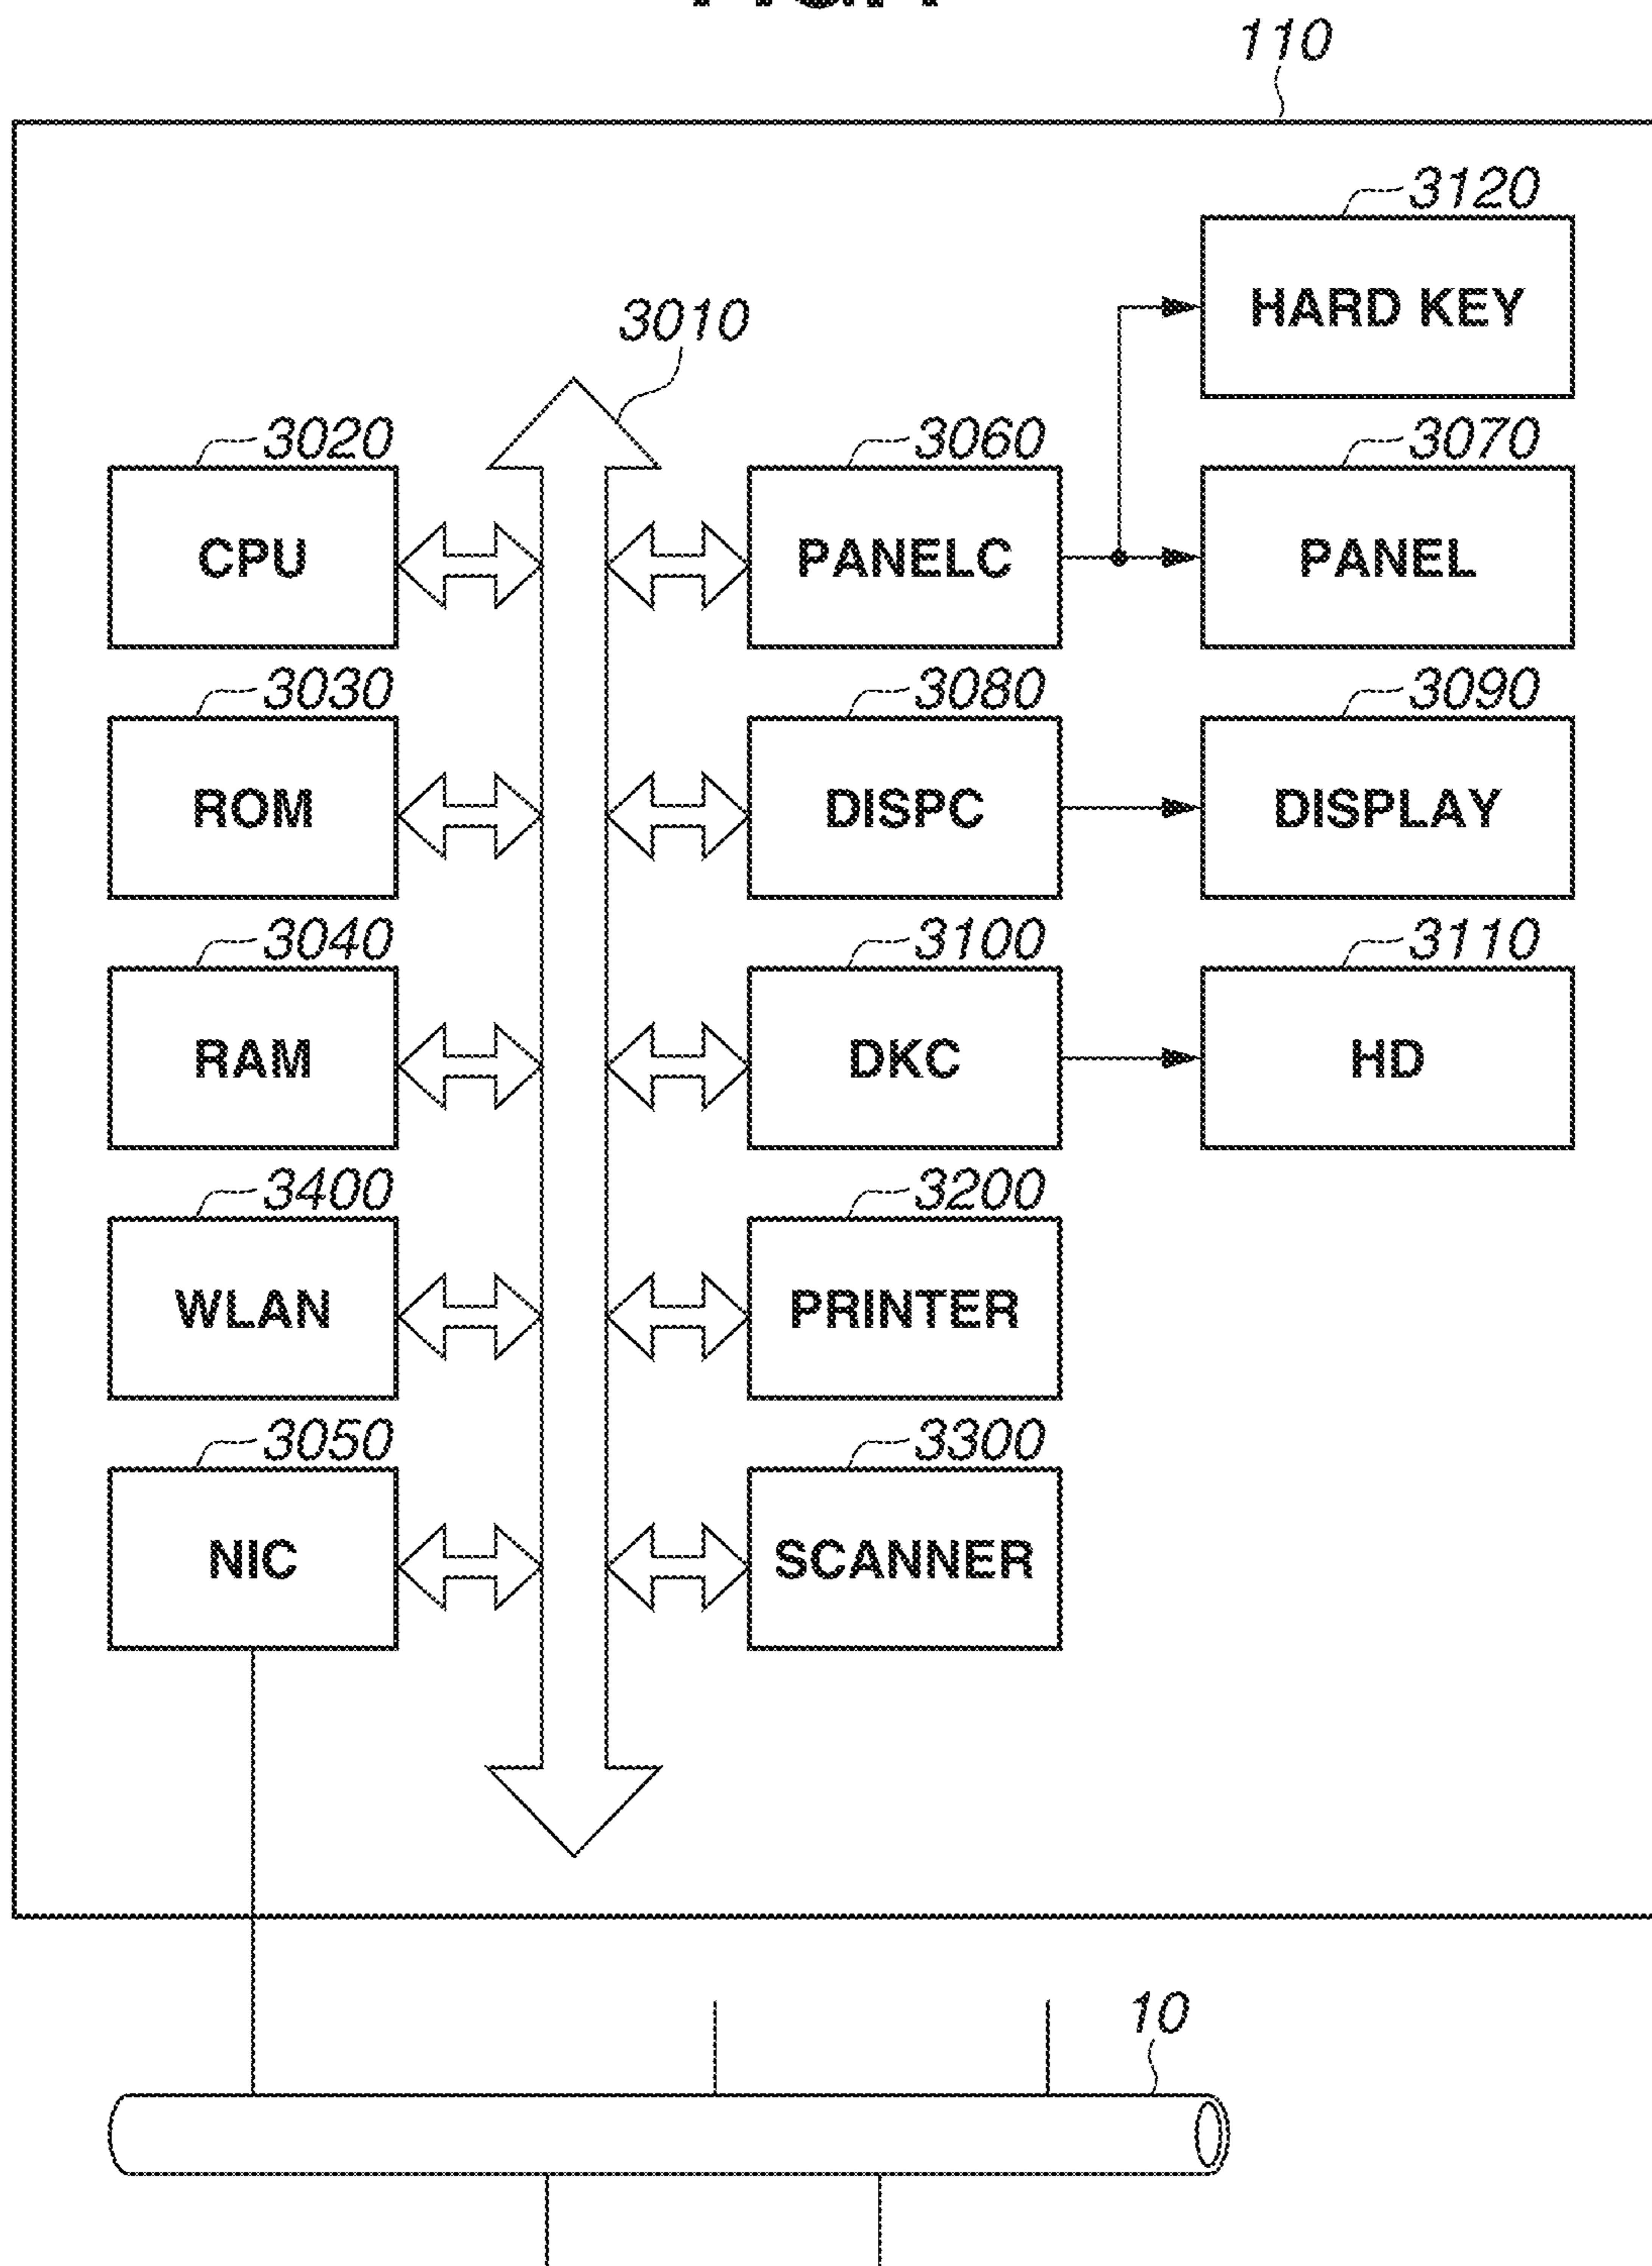 110
3120
HARD KEY
3010
3020
CPU
3060
PANELC
3070
PANEL
3030
ROM
3080
DISPC
3090
DISPLAY
3040
RAM
3100
DKC
3110
HD
3400
WLAN
3200
PRINTER
3050
NIC
3300
SCANNER
10